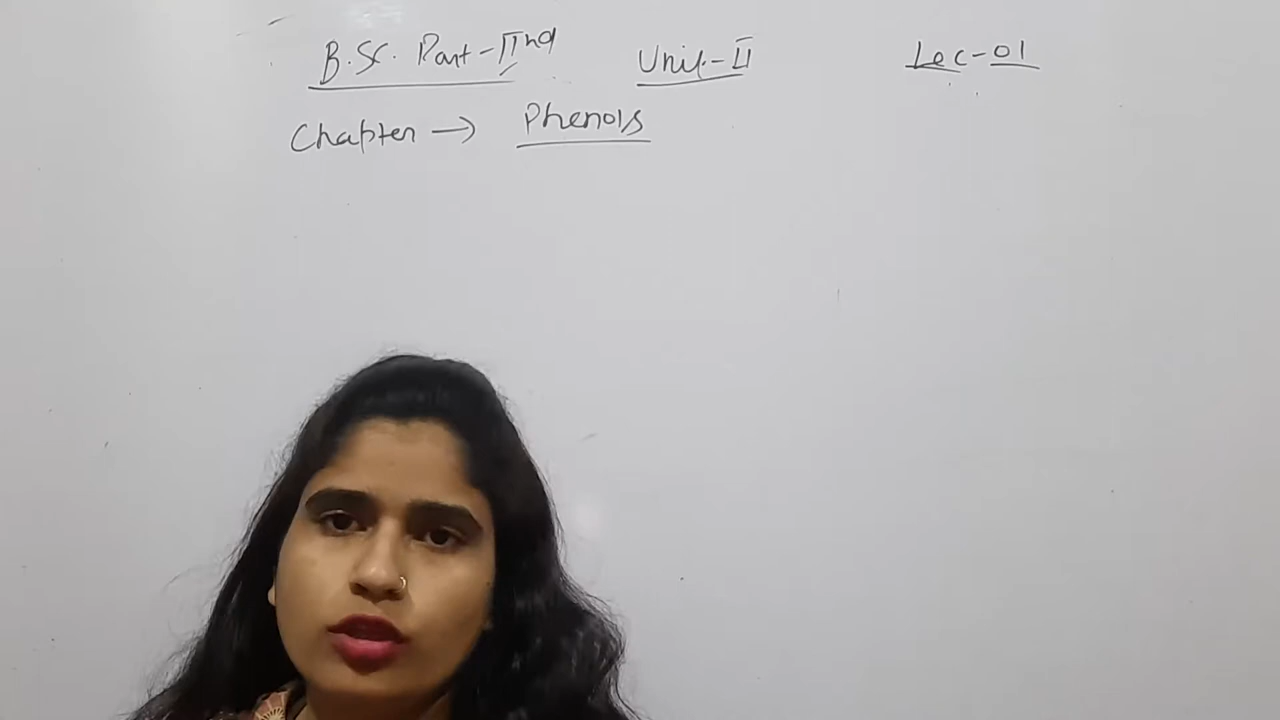 B.Sc. Part-IInd Unit-II Lec-01
Chapter → Phenols